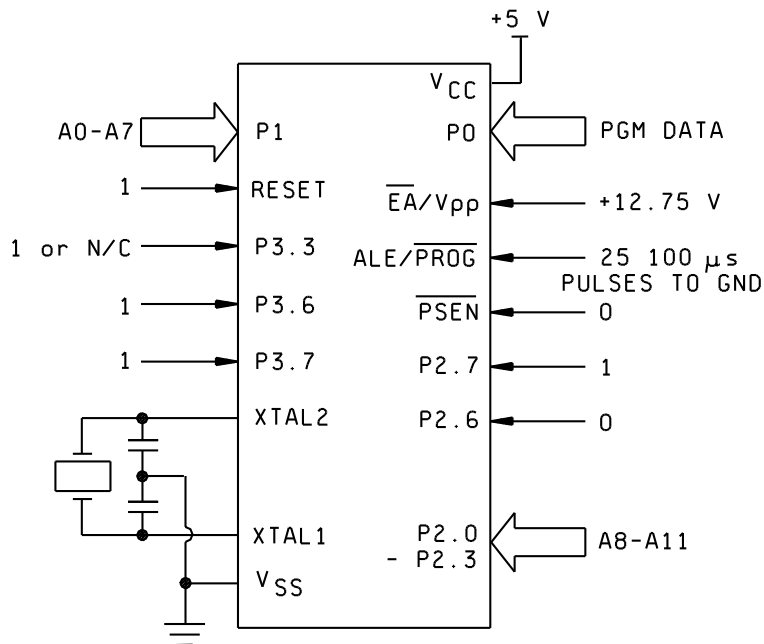 +5 V
VCC
A0-A7
P1
P0
PGM DATA
1
RESET
EA/Vpp
+12.75 V
1 or N/C
P3.3
ALE/PROG
25 100 µs
PULSES TO GND
1
P3.6
PSEN
0
1
P3.7
P2.7
1
XTAL2
P2.6
0
XTAL1
P2.0
- P2.3
A8-A11
VSS